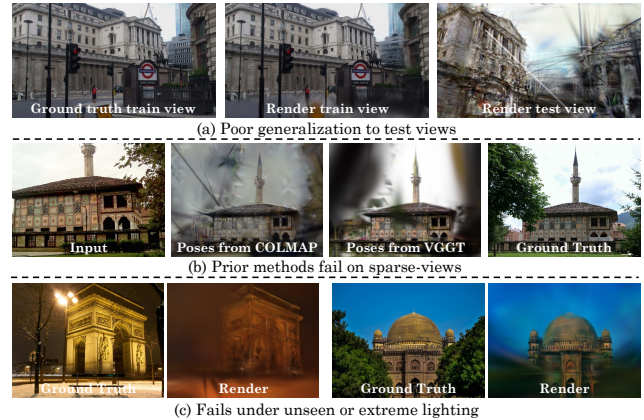 Ground truth train view
Render train view
Render test view
(a) Poor generalization to test views
Input
Poses from COLMAP
Poses from VGGT
Ground Truth
(b) Prior methods fail on sparse-views
Ground Truth
Render
Ground Truth
Render
(c) Fails under unseen or extreme lighting